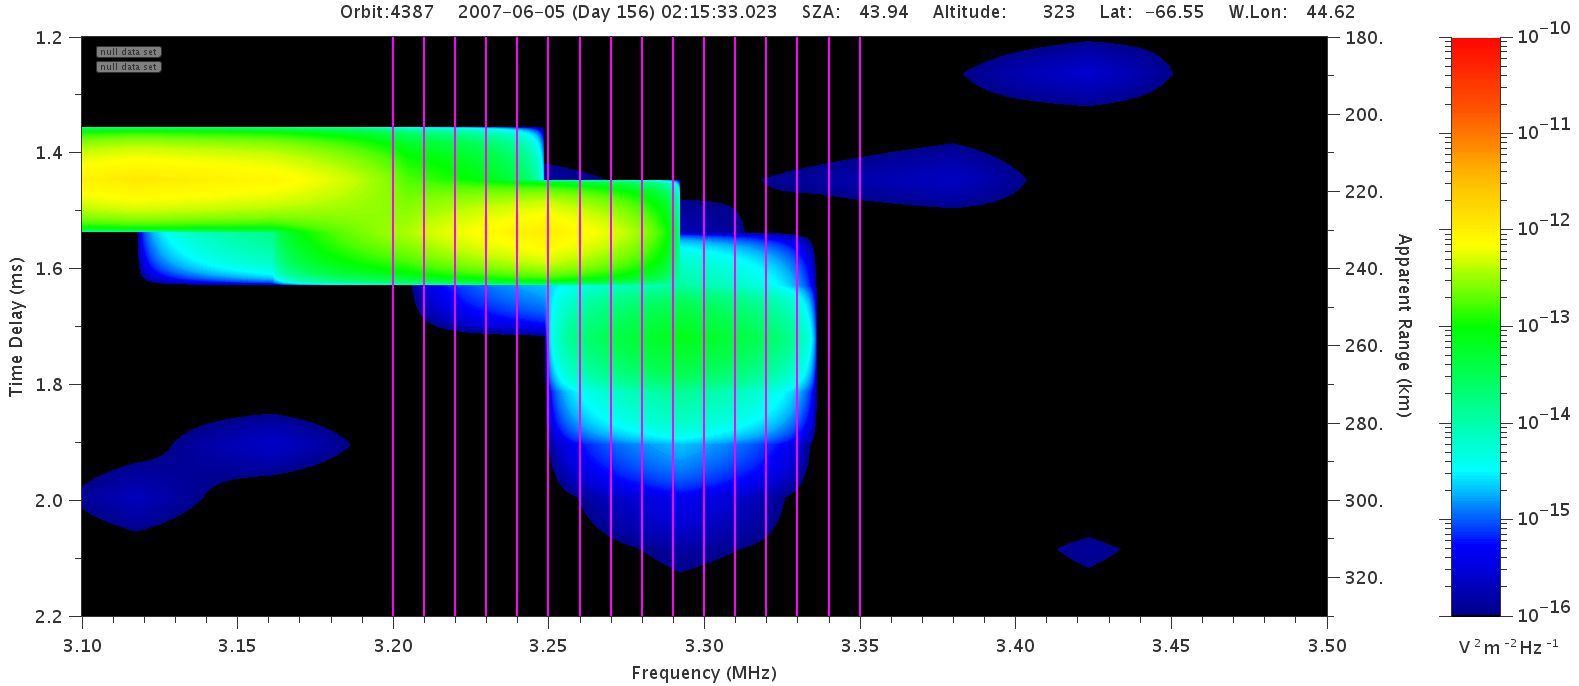 Orbit:4387 2007-06-05 (Day 156) 02:15:33.023 SZA: 43.94 Altitude: 323 Lat: -66.55 W.Lon: 44.62
null data set
null data set
1.2
1.4
1.6
1.8
2.0
2.2
Time Delay (ms)
3.10 3.15 3.20 3.25 3.30 3.35 3.40 3.45 3.50
Frequency (MHz)
180.
200.
220.
240.
260.
280.
300.
320.
Apparent Range (km)
10⁻¹⁰
10⁻¹¹
10⁻¹²
10⁻¹³
10⁻¹⁴
10⁻¹⁵
10⁻¹⁶
V²m⁻²Hz⁻¹